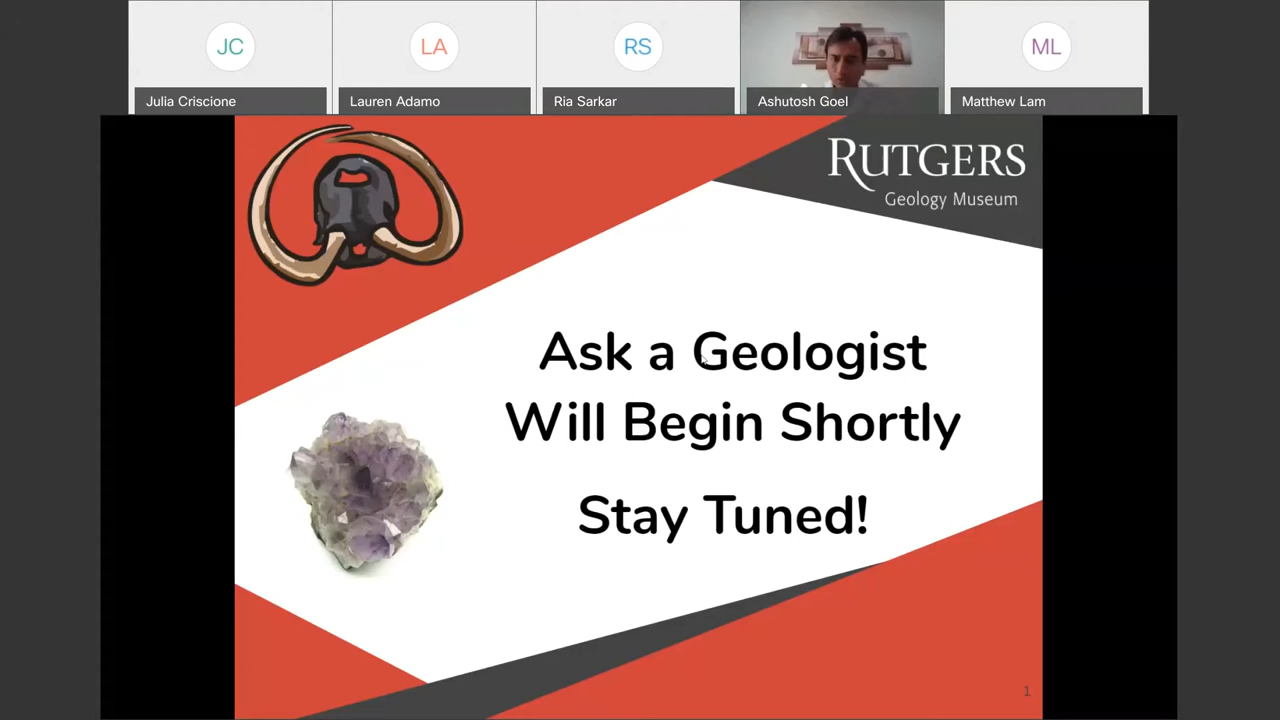 JC
LA
RS
ML
Julia Criscione
Lauren Adamo
Ria Sarkar
Ashutosh Goel
Matthew Lam
RUTGERS
Geology Museum
Ask a Geologist
Will Begin Shortly
Stay Tuned!
1